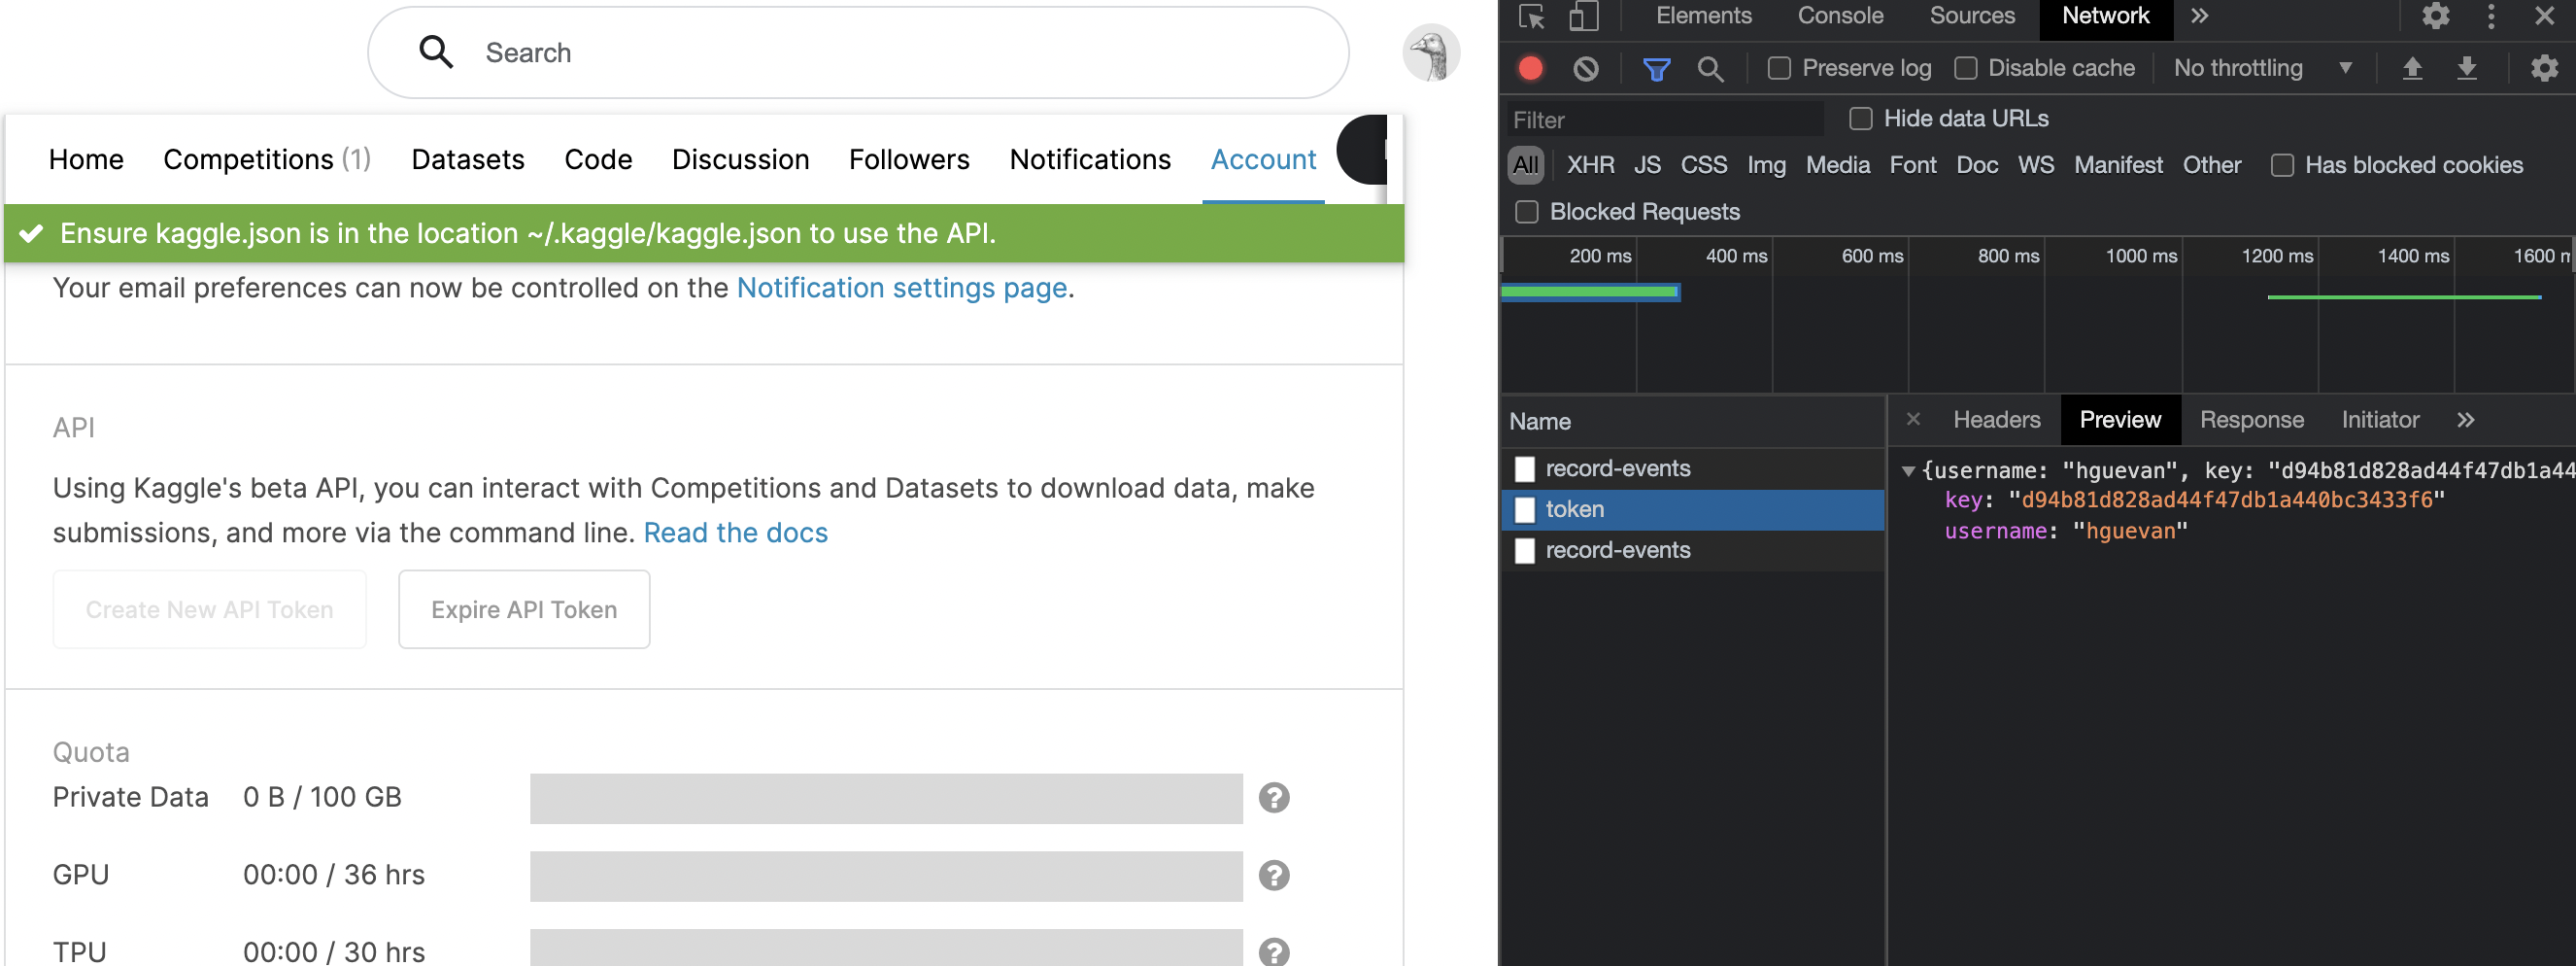 Search
Home Competitions (1) Datasets Code Discussion Followers Notifications Account
Ensure kaggle.json is in the location ~/.kaggle/kaggle.json to use the API.
Your email preferences can now be controlled on the Notification settings page.
API
Using Kaggle's beta API, you can interact with Competitions and Datasets to download data, make
submissions, and more via the command line. Read the docs
Create New API Token Expire API Token
Quota
Private Data 0 B / 100 GB
GPU 00:00 / 36 hrs
TPU 00:00 / 30 hrs
Elements Console Sources Network
Preserve log Disable cache No throttling
Filter Hide data URLs
All XHR JS CSS Img Media Font Doc WS Manifest Other Has blocked cookies
Blocked Requests
200 ms 400 ms 600 ms 800 ms 1000 ms 1200 ms 1400 ms 1600 m
Name
record-events
token
record-events
Headers Preview Response Initiator
{username: "hguevan", key: "d94b81d828ad44f47db1a44
key: "d94b81d828ad44f47db1a440bc3433f6"
username: "hguevan"